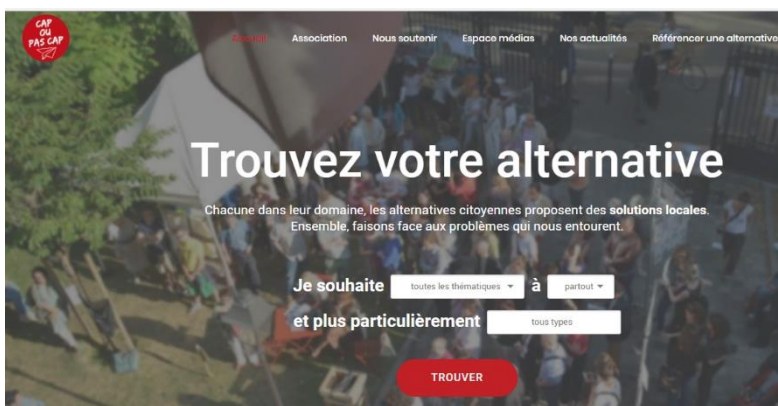 CAP
OU
PAS CAP
Accueil Association Nous soutenir Espace médias Nos actualités Référencer une alternative
Trouvez votre alternative
Chacune dans leur domaine, les alternatives citoyennes proposent des solutions locales.
Ensemble, faisons face aux problèmes qui nous entourent.
Je souhaite toutes les thématiques à partout
et plus particulièrement tous types
TROUVER